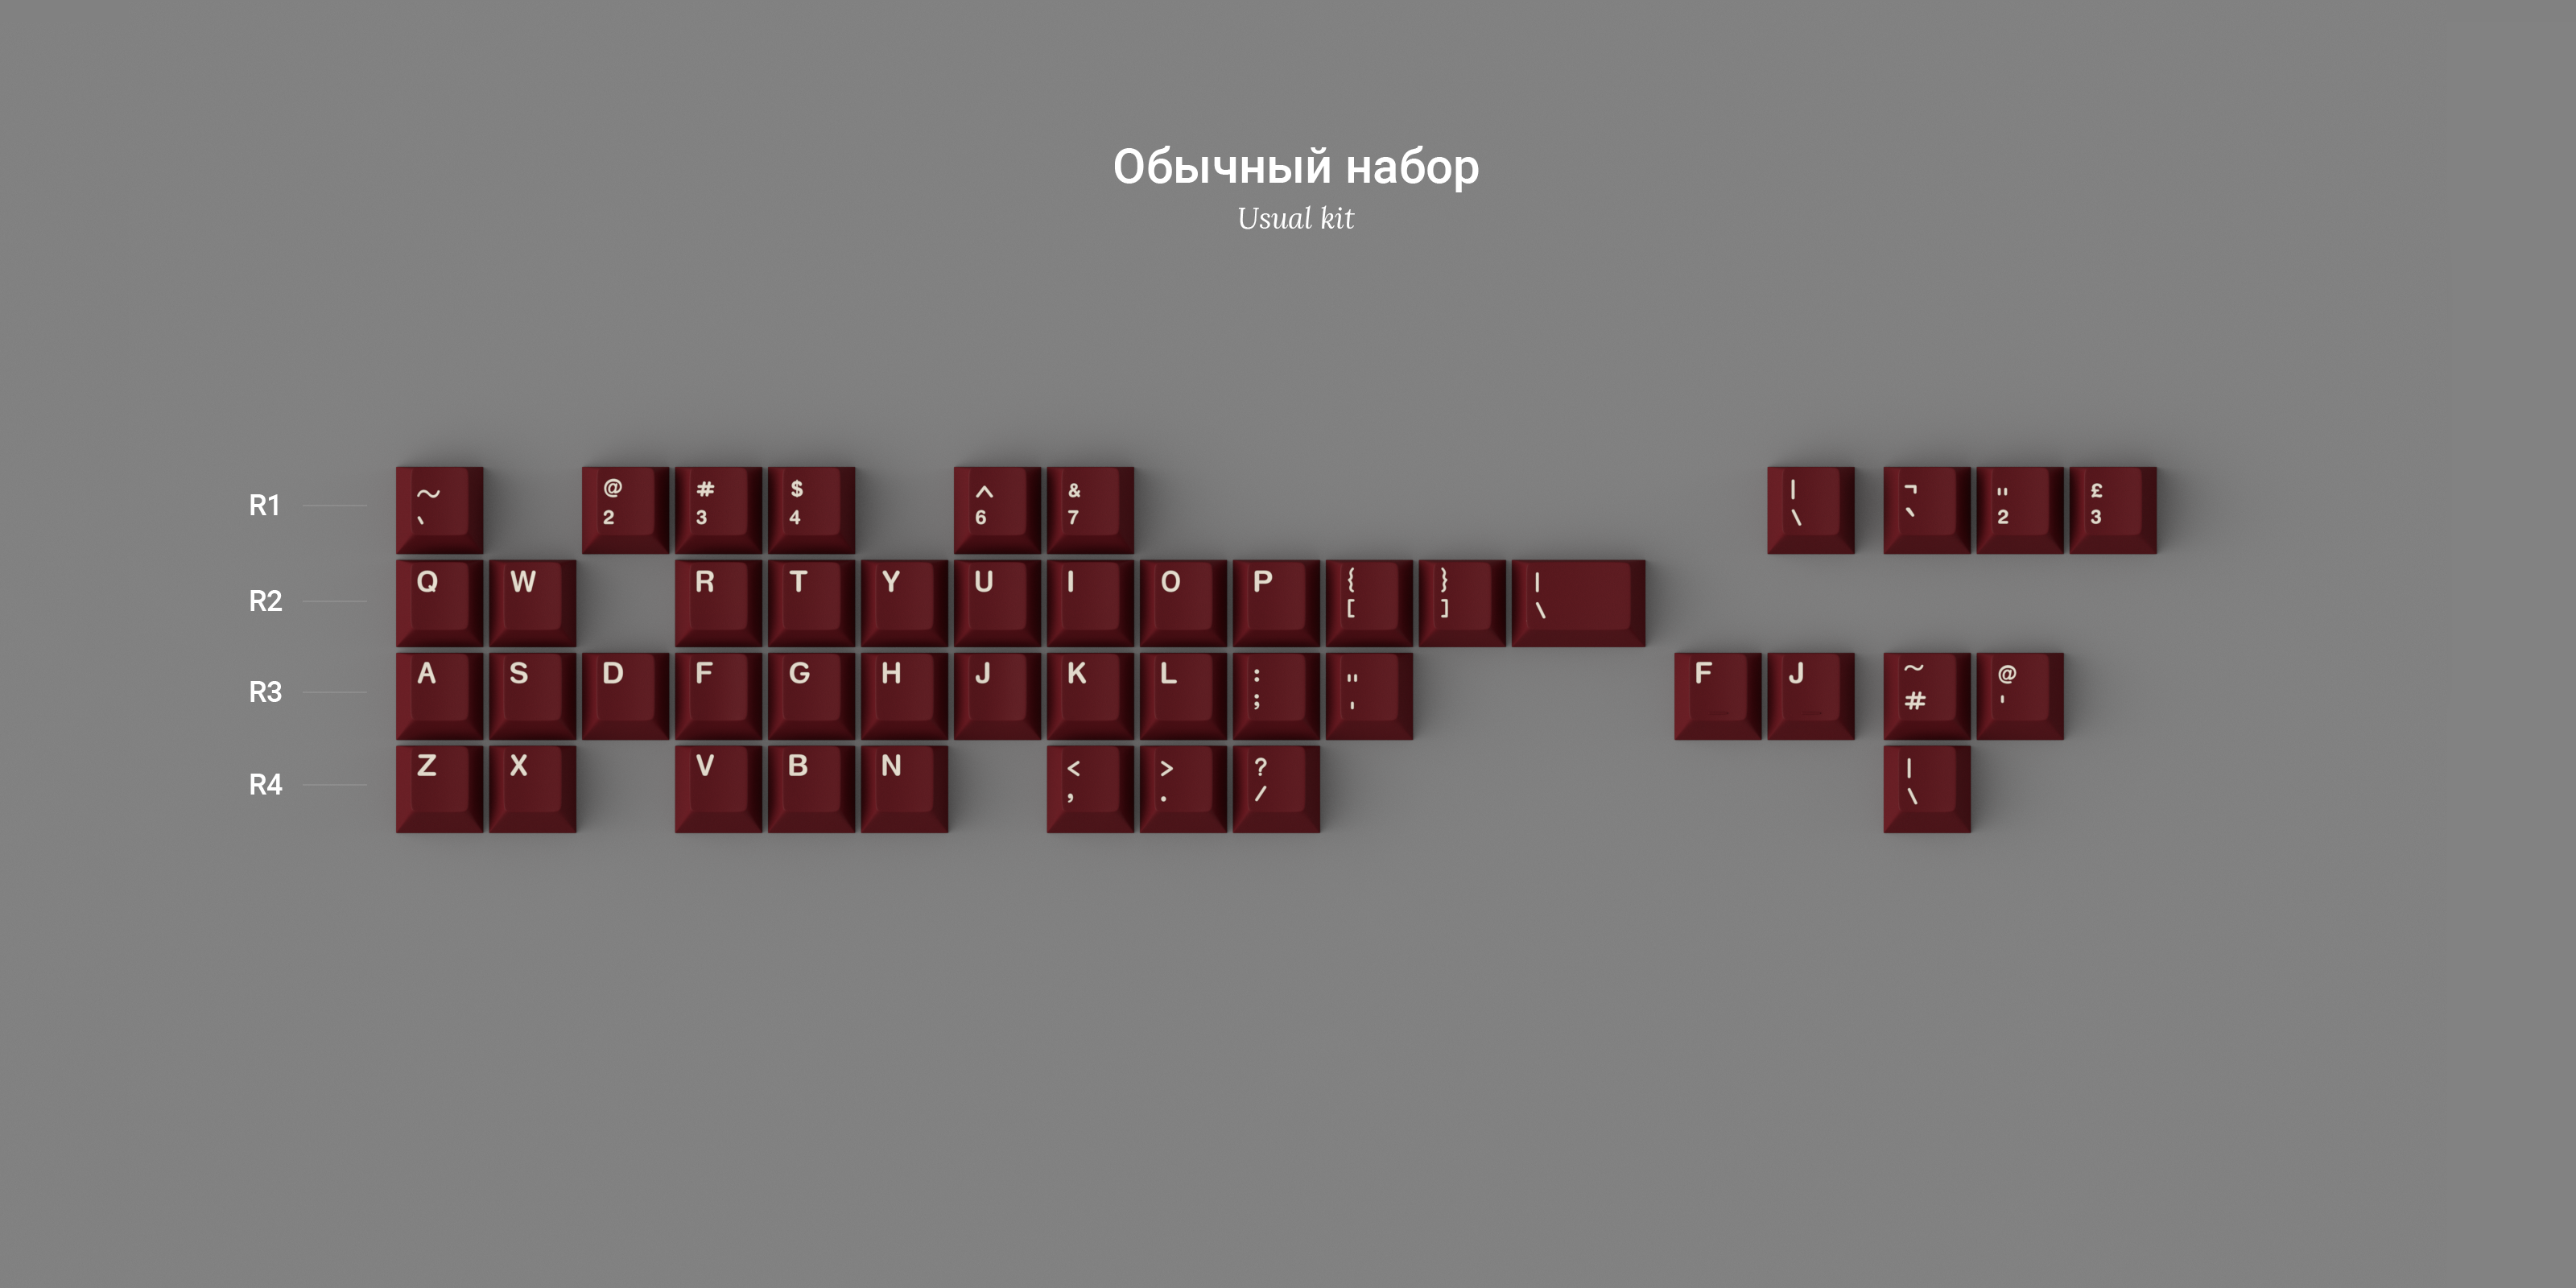 Обычный набор
Usual kit
R1 ~ ` @ 2 # 3 $ 4 ^ 6 & 7 | \ ¬ ` " 2 £ 3
R2 Q W R T Y U I O P { [ } ] | \
R3 A S D F G H J K L : ; " ' F J ~ # @ '
R4 Z X V B N < , > . ? / | \